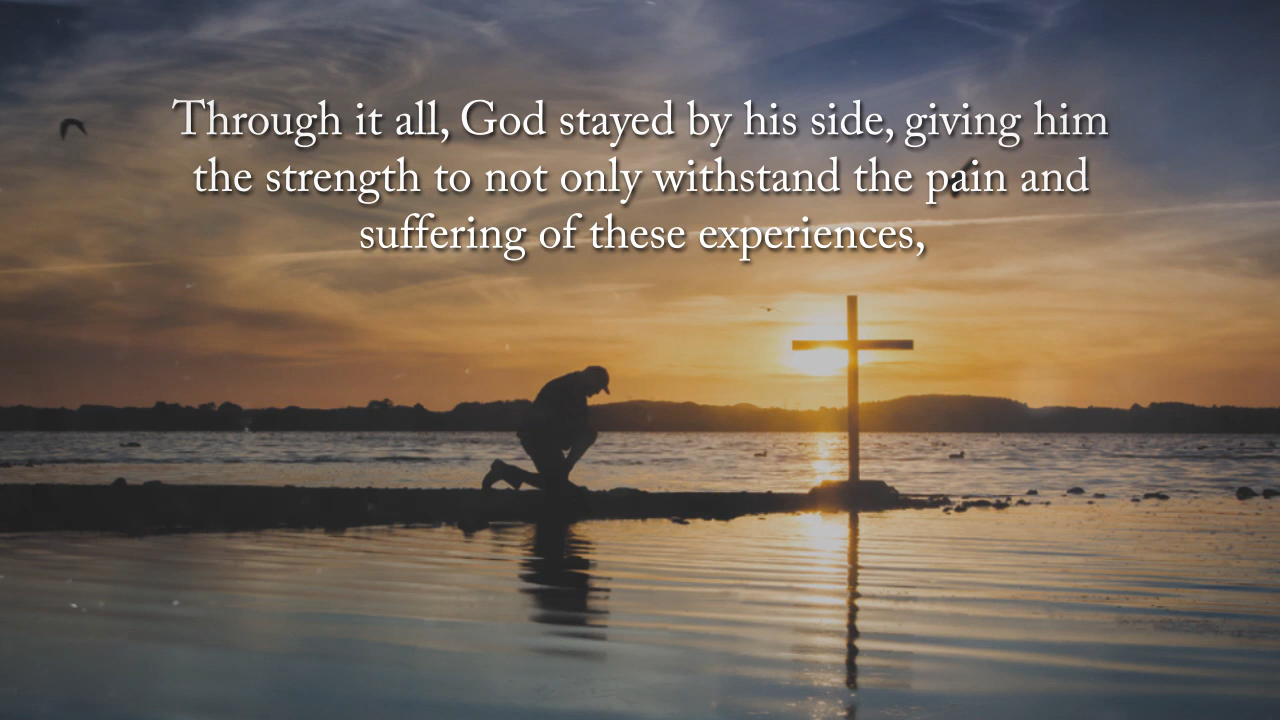 Through it all, God stayed by his side, giving him
the strength to not only withstand the pain and
suffering of these experiences,